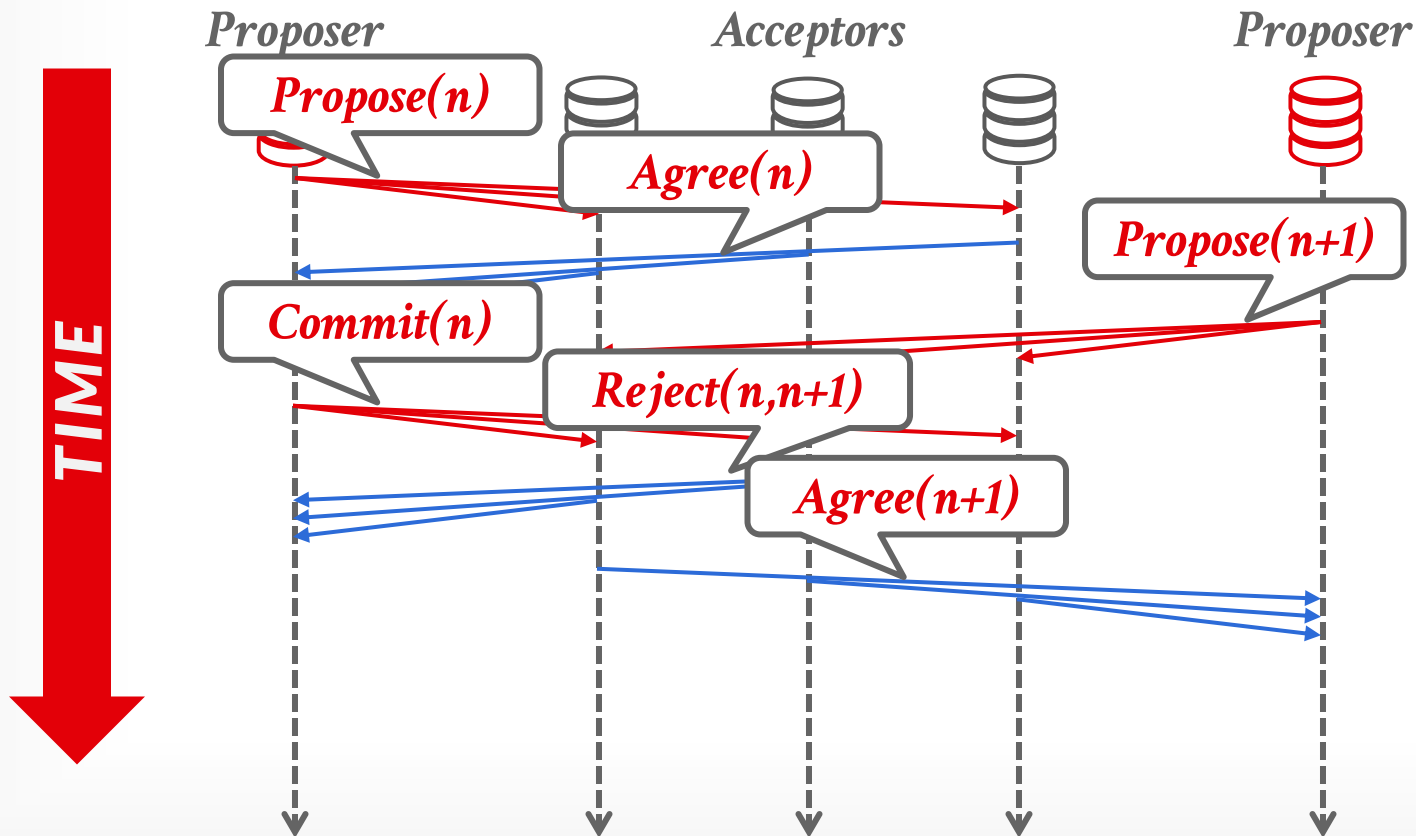 Proposer
Acceptors
Proposer
Propose(n)
Agree(n)
Propose(n+1)
Commit(n)
TIME
Reject(n,n+1)
Agree(n+1)